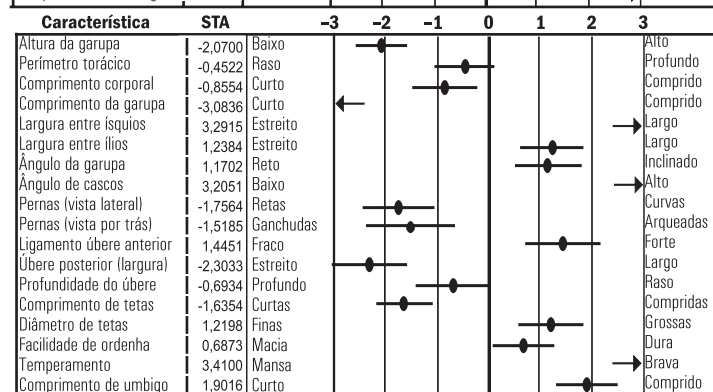 Característica STA –3 –2 –1 0 1 2 3
Altura da garupa -2,0700 Baixo Alto
Perímetro torácico -0,4522 Raso Profundo
Comprimento corporal -0,8554 Curto Comprido
Comprimento da garupa -3,0836 Curto Comprido
Largura entre ísquios 3,2915 Estreito Largo
Largura entre ílios 1,2384 Estreito Largo
Ângulo da garupa 1,1702 Reto Inclinado
Ângulo de cascos 3,2051 Baixo Alto
Pernas (vista lateral) -1,7564 Retas Curvas
Pernas (vista por trás) -1,5185 Ganchudas Arqueadas
Ligamento úbere anterior 1,4451 Fraco Forte
Úbere posterior (largura) -2,3033 Estreito Largo
Profundidade do úbere -0,6934 Profundo Raso
Comprimento de tetas -1,6354 Curtas Compridas
Diâmetro de tetas 1,2198 Finas Grossas
Facilidade de ordenha 0,6873 Macia Dura
Temperamento 3,4100 Mansa Brava
Comprimento de umbigo 1,9016 Curto Comprido